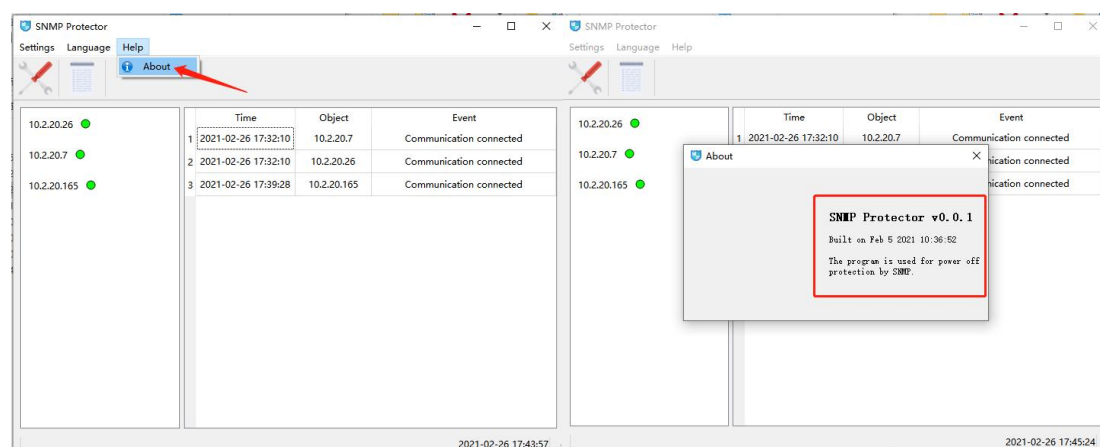 SNMP Protector
Settings Language Help
About
10.2.20.26
10.2.20.7
10.2.20.165
Time Object Event
1 2021-02-26 17:32:10 10.2.20.7 Communication connected
2 2021-02-26 17:32:10 10.2.20.26 Communication connected
3 2021-02-26 17:39:28 10.2.20.165 Communication connected
2021-02-26 17:43:57
SNMP Protector
Settings Language Help
10.2.20.26
10.2.20.7
10.2.20.165
Time Object Event
1 2021-02-26 17:32:10 10.2.20.7 Communication connected
nication connected
nication connected
About
SNMP Protector v0.0.1
Built on Feb 5 2021 10:36:52
The program is used for power off
protection by SNMP.
2021-02-26 17:45:24